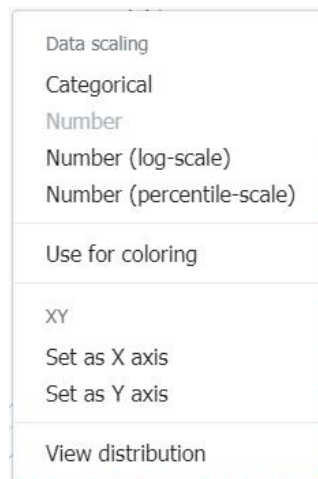 Data scaling
Categorical
Number
Number (log-scale)
Number (percentile-scale)
Use for coloring
XY
Set as X axis
Set as Y axis
View distribution